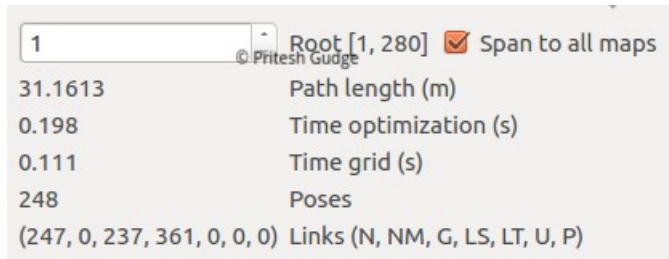 1 Root [1, 280] Span to all maps
© Pritesh Gudge
31.1613 Path length (m)
0.198 Time optimization (s)
0.111 Time grid (s)
248 Poses
(247, 0, 237, 361, 0, 0, 0) Links (N, NM, G, LS, LT, U, P)